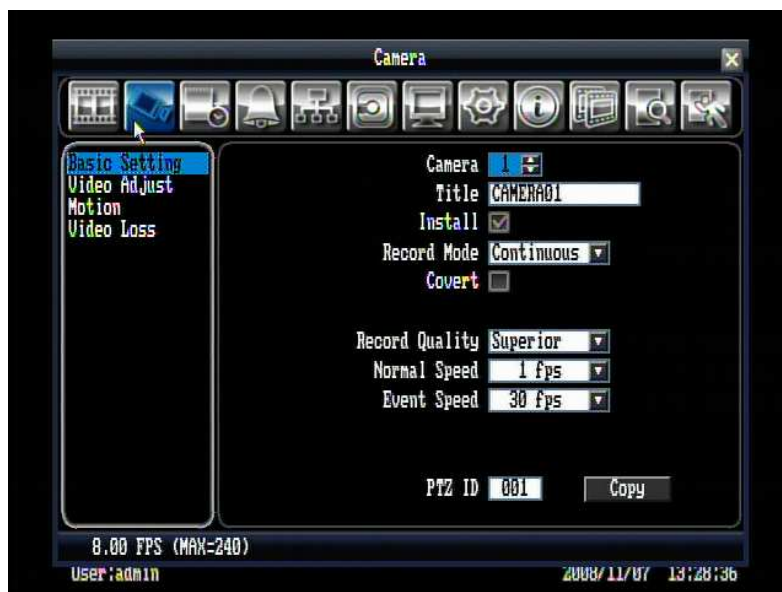 Camera
Basic Setting
Video Adjust
Motion
Video Loss
Camera 1
Title CAMERA01
Install
Record Mode Continuous
Covert
Record Quality Superior
Normal Speed 1 fps
Event Speed 30 fps
PTZ ID 001 Copy
8.00 FPS (MAX=240)
User:admin 2008/11/07 13:28:36